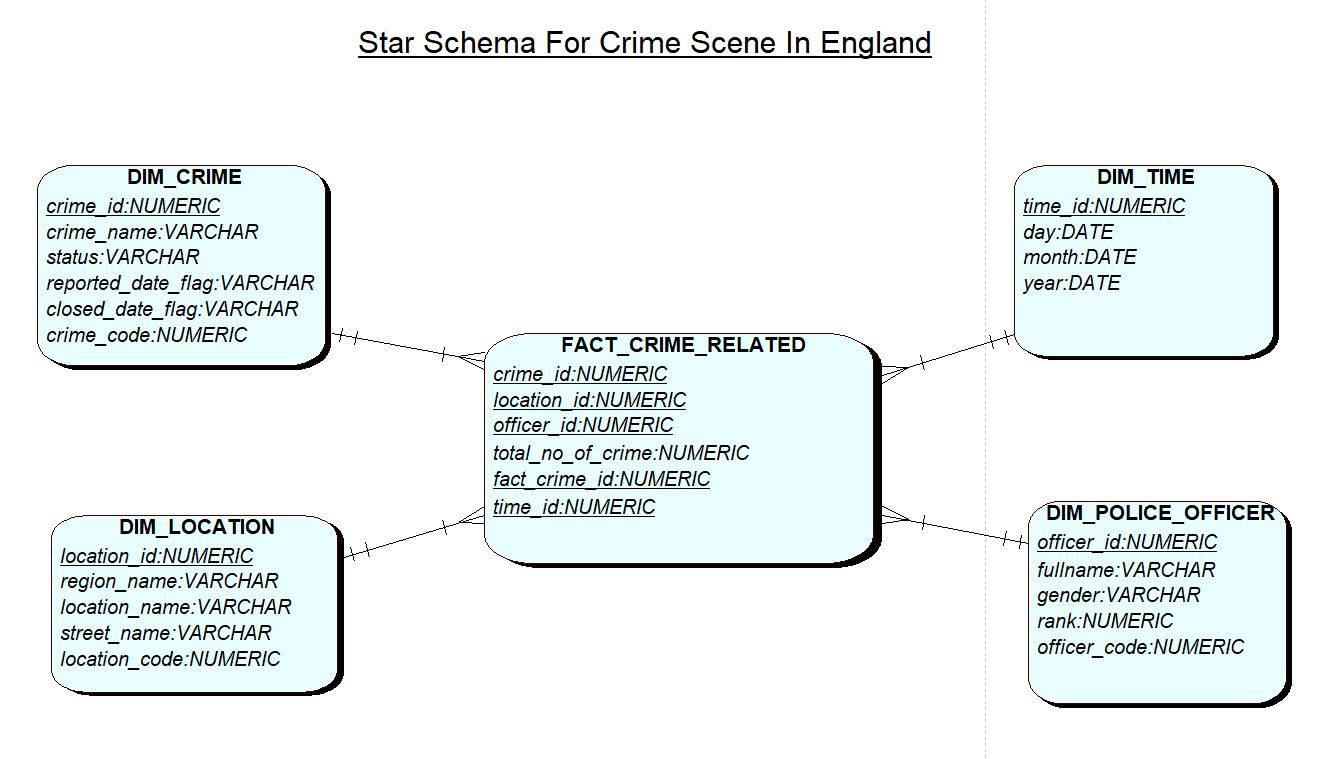 Star Schema For Crime Scene In England
DIM_CRIME
crime_id:NUMERIC
crime_name:VARCHAR
status:VARCHAR
reported_date_flag:VARCHAR
closed_date_flag:VARCHAR
crime_code:NUMERIC
DIM_TIME
time_id:NUMERIC
day:DATE
month:DATE
year:DATE
FACT_CRIME_RELATED
crime_id:NUMERIC
location_id:NUMERIC
officer_id:NUMERIC
total_no_of_crime:NUMERIC
fact_crime_id:NUMERIC
time_id:NUMERIC
DIM_LOCATION
location_id:NUMERIC
region_name:VARCHAR
location_name:VARCHAR
street_name:VARCHAR
location_code:NUMERIC
DIM_POLICE_OFFICER
officer_id:NUMERIC
fullname:VARCHAR
gender:VARCHAR
rank:NUMERIC
officer_code:NUMERIC